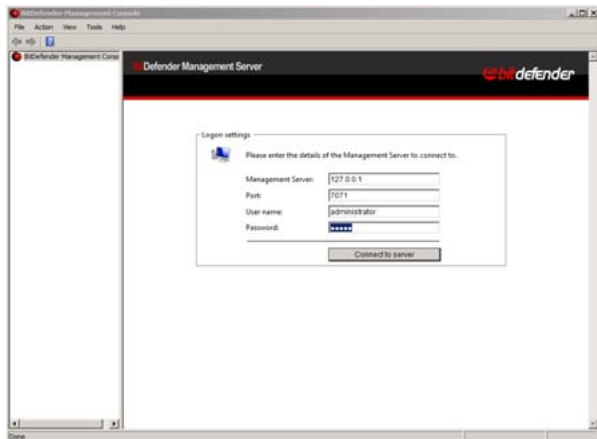 BitDefender Management Console
File Action View Tools Help
BitDefender Management Conso
BitDefender Management Server
bitdefender
Logon settings
Please enter the details of the Management Server to connect to.
Management Server: 127.0.0.1
Port: 7071
User name: administrator
Password: •••••
Connect to server
Done